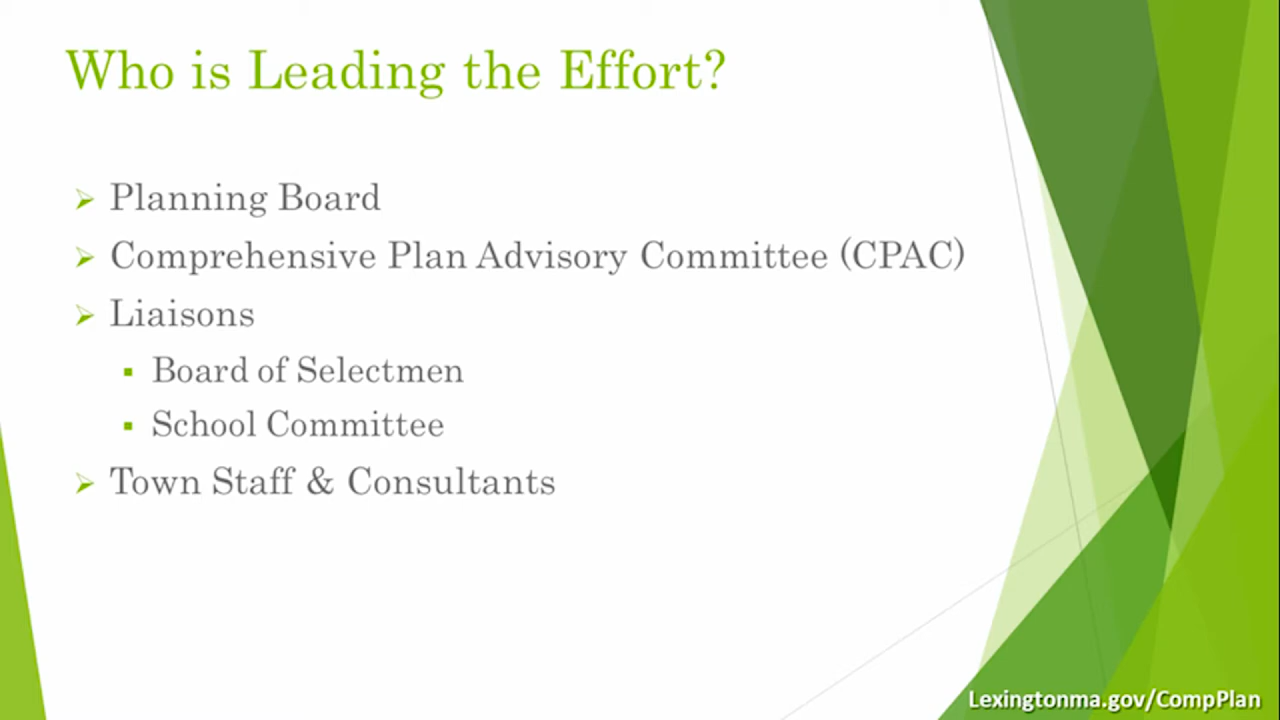 Who is Leading the Effort?
Planning Board
Comprehensive Plan Advisory Committee (CPAC)
Liaisons
Board of Selectmen
School Committee
Town Staff & Consultants
Lexingtonma.gov/CompPlan